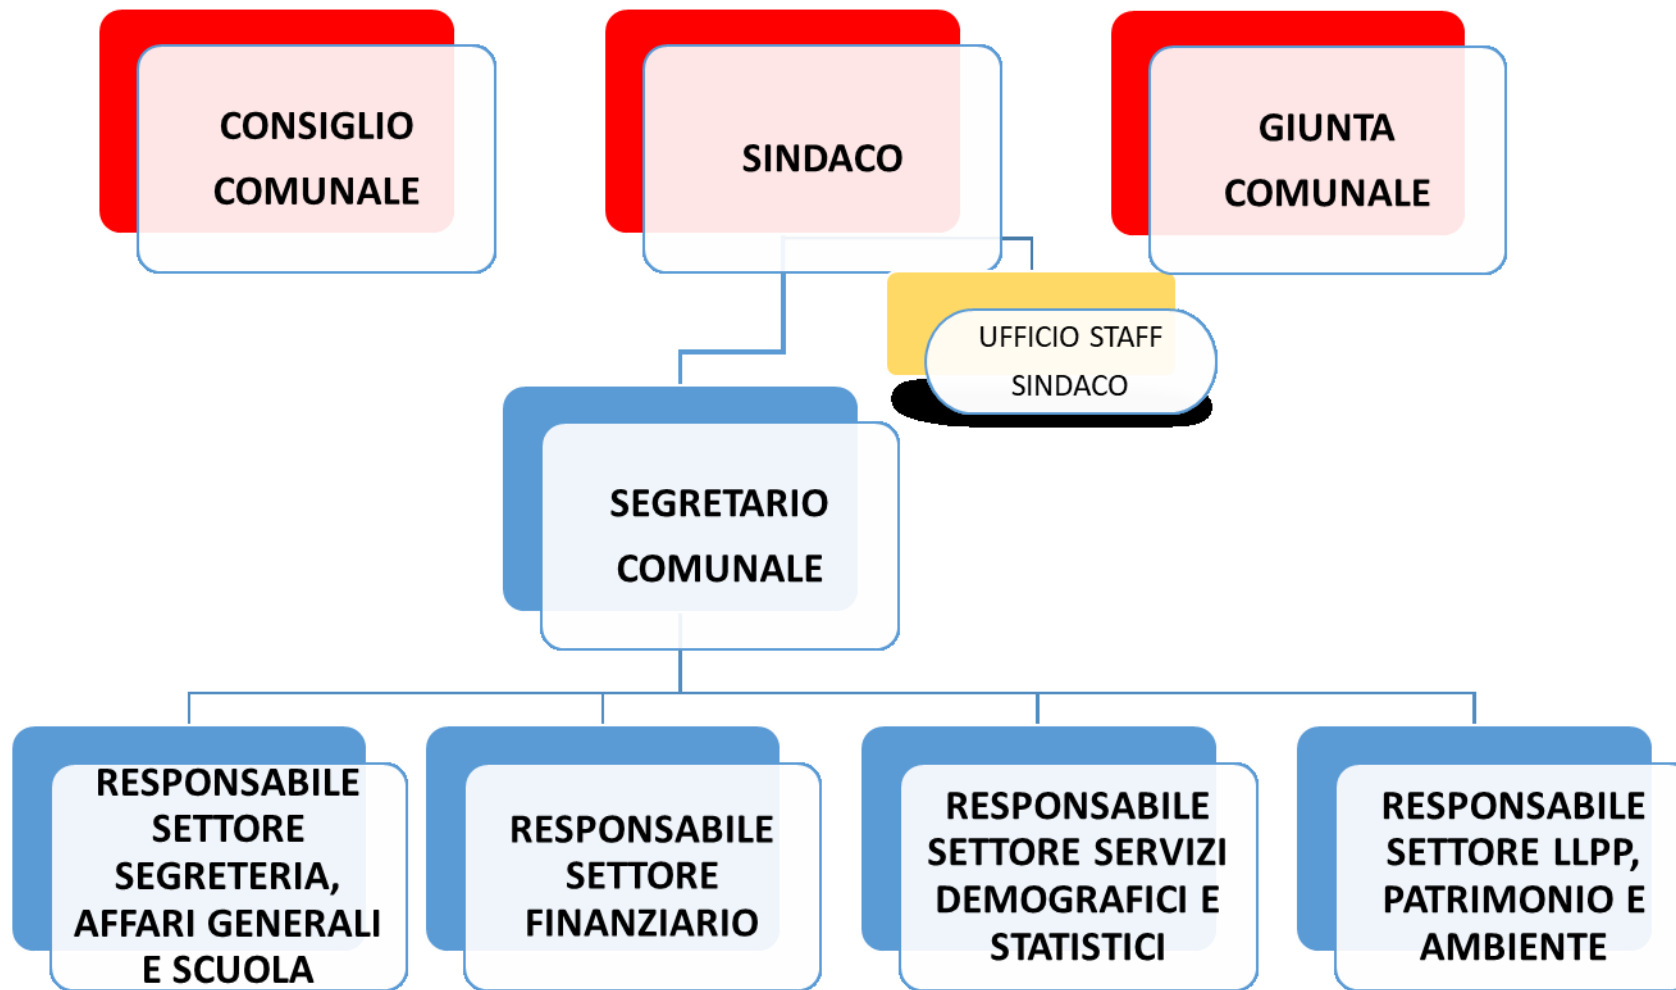 CONSIGLIO
COMUNALE
SINDACO
GIUNTA
COMUNALE
UFFICIO STAFF
SINDACO
SEGRETARIO
COMUNALE
RESPONSABILE
SETTORE
SEGRETERIA,
AFFARI GENERALI
E SCUOLA
RESPONSABILE
SETTORE
FINANZIARIO
RESPONSABILE
SETTORE SERVIZI
DEMOGRAFICI E
STATISTICI
RESPONSABILE
SETTORE LLPP,
PATRIMONIO E
AMBIENTE